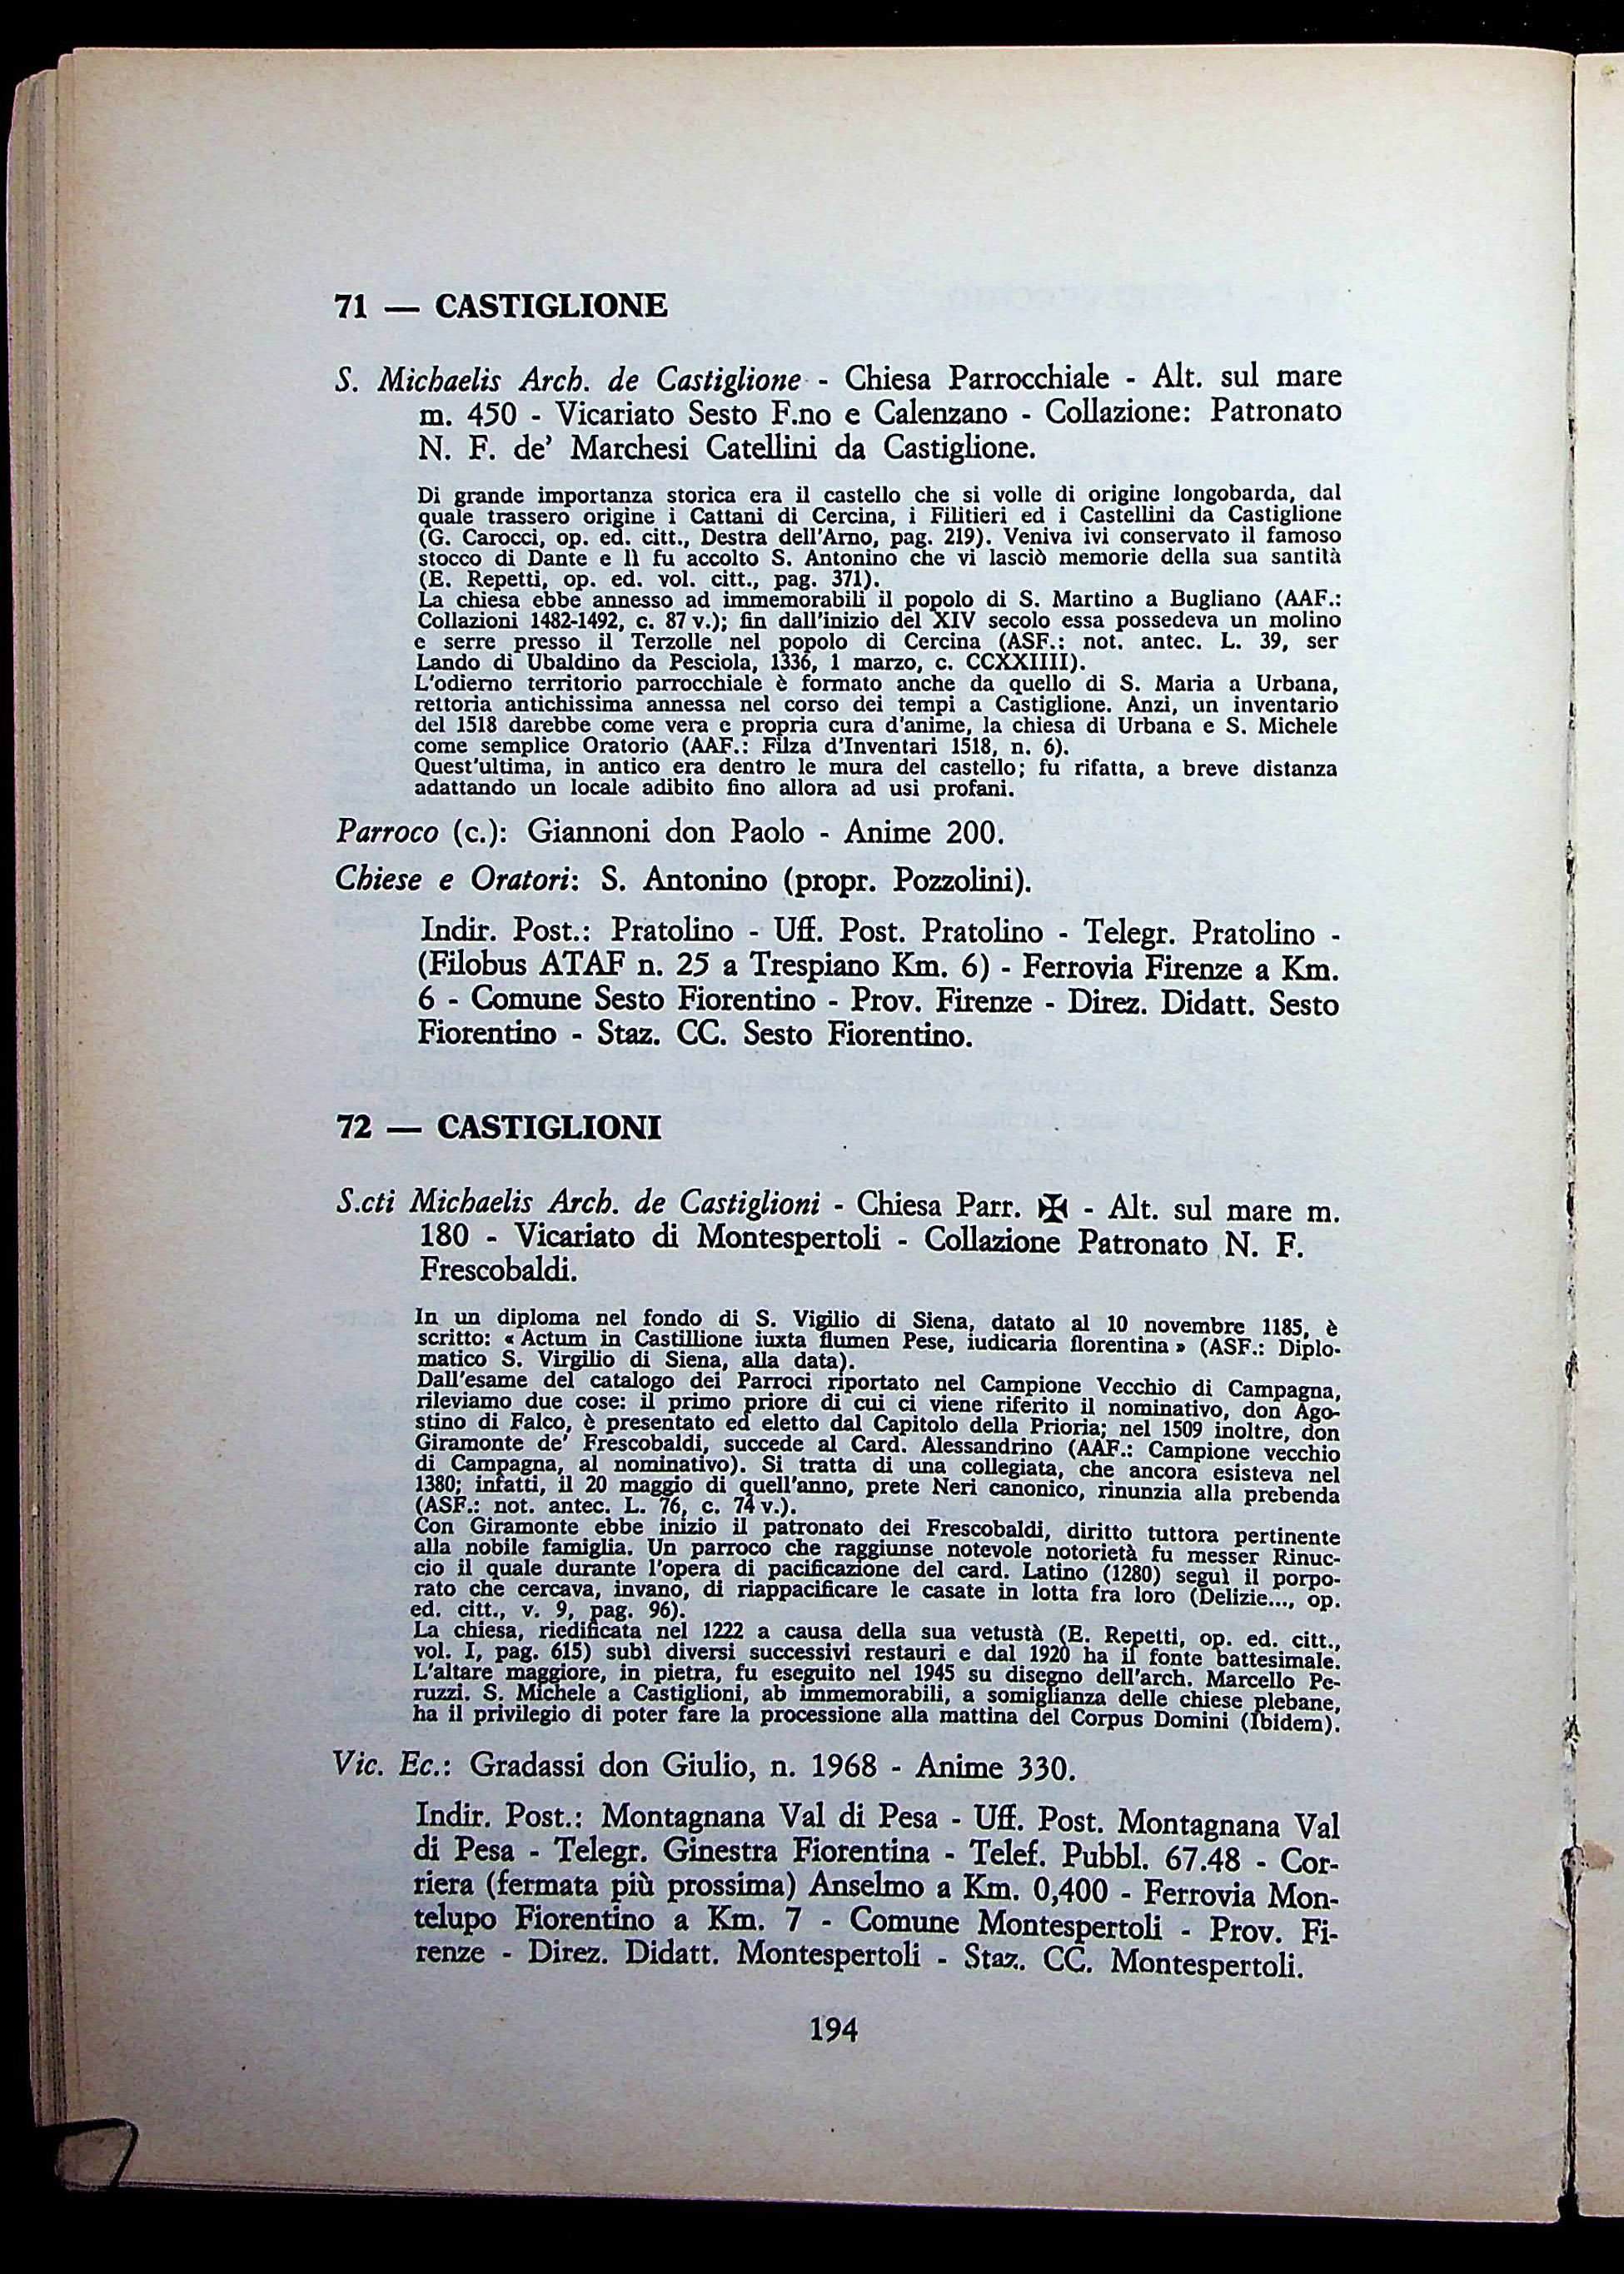 71 — CASTIGLIONE
S. Michaelis Arch. de Castiglione - Chiesa Parrocchiale - Alt. sul mare
m. 450 - Vicariato Sesto F.no e Calenzano - Collazione: Patronato
N. F. de' Marchesi Catellini da Castiglione.
Di grande importanza storica era il castello che si volle di origine longobarda, dal
quale trassero origine i Cattani di Cercina, i Filitieri ed i Castellini da Castiglione
(G. Carocci, op. ed. citt., Destra dell'Arno, pag. 219). Veniva ivi conservato il famoso
stocco di Dante e lì fu accolto S. Antonino che vi lasciò memorie della sua santità
(E. Repetti, op. ed. vol. citt., pag. 371).
La chiesa ebbe annesso ad immemorabili il popolo di S. Martino a Bugliano (AAF.:
Collazioni 1482-1492, c. 87 v.); fin dall'inizio del XIV secolo essa possedeva un molino
e serre presso il Terzolle nel popolo di Cercina (ASF.: not. antec. L. 39, ser
Lando di Ubaldino da Pesciola, 1336, 1 marzo, c. CCXXIIII).
L'odierno territorio parrocchiale è formato anche da quello di S. Maria a Urbana,
rettoria antichissima annessa nel corso dei tempi a Castiglione. Anzi, un inventario
del 1518 darebbe come vera e propria cura d'anime, la chiesa di Urbana e S. Michele
come semplice Oratorio (AAF.: Filza d'Inventari 1518, n. 6).
Quest'ultima, in antico era dentro le mura del castello; fu rifatta, a breve distanza
adattando un locale adibito fino allora ad usi profani.
Parroco (c.): Giannoni don Paolo - Anime 200.
Chiese e Oratori: S. Antonino (propr. Pozzolini).
Indir. Post.: Pratolino - Uff. Post. Pratolino - Telegr. Pratolino -
(Filobus ATAF n. 25 a Trespiano Km. 6) - Ferrovia Firenze a Km.
6 - Comune Sesto Fiorentino - Prov. Firenze - Direz. Didatt. Sesto
Fiorentino - Staz. CC. Sesto Fiorentino.
72 — CASTIGLIONI
S.cti Michaelis Arch. de Castiglioni - Chiesa Parr. ✠ - Alt. sul mare m.
180 - Vicariato di Montespertoli - Collazione Patronato N. F.
Frescobaldi.
In un diploma nel fondo di S. Vigilio di Siena, datato al 10 novembre 1185, è
scritto: « Actum in Castillione iuxta flumen Pese, iudicaria florentina » (ASF.: Diplo-
matico S. Virgilio di Siena, alla data).
Dall'esame del catalogo dei Parroci riportato nel Campione Vecchio di Campagna,
rileviamo due cose: il primo priore di cui ci viene riferito il nominativo, don Ago-
stino di Falco, è presentato ed eletto dal Capitolo della Prioria; nel 1509 inoltre, don
Giramonte de' Frescobaldi, succede al Card. Alessandrino (AAF.: Campione vecchio
di Campagna, al nominativo). Si tratta di una collegiata, che ancora esisteva nel
1380; infatti, il 20 maggio di quell'anno, prete Neri canonico, rinunzia alla prebenda
(ASF.: not. antec. L. 76, c. 74 v.).
Con Giramonte ebbe inizio il patronato dei Frescobaldi, diritto tuttora pertinente
alla nobile famiglia. Un parroco che raggiunse notevole notorietà fu messer Rinuc-
cio il quale durante l'opera di pacificazione del card. Latino (1280) seguì il porpo-
rato che cercava, invano, di riappacificare le casate in lotta fra loro (Delizie..., op.
ed. citt., v. 9, pag. 96).
La chiesa, riedificata nel 1222 a causa della sua vetustà (E. Repetti, op. ed. citt.,
vol. I, pag. 615) subì diversi successivi restauri e dal 1920 ha il fonte battesimale.
L'altare maggiore, in pietra, fu eseguito nel 1945 su disegno dell'arch. Marcello Pe-
ruzzi. S. Michele a Castiglioni, ab immemorabili, a somiglianza delle chiese plebane,
ha il privilegio di poter fare la processione alla mattina del Corpus Domini (Ibidem).
Vic. Ec.: Gradassi don Giulio, n. 1968 - Anime 330.
Indir. Post.: Montagnana Val di Pesa - Uff. Post. Montagnana Val
di Pesa - Telegr. Ginestra Fiorentina - Telef. Pubbl. 67.48 - Cor-
riera (fermata più prossima) Anselmo a Km. 0,400 - Ferrovia Mon-
telupo Fiorentino a Km. 7 - Comune Montespertoli - Prov. Fi-
renze - Direz. Didatt. Montespertoli - Staz. CC. Montespertoli.
194